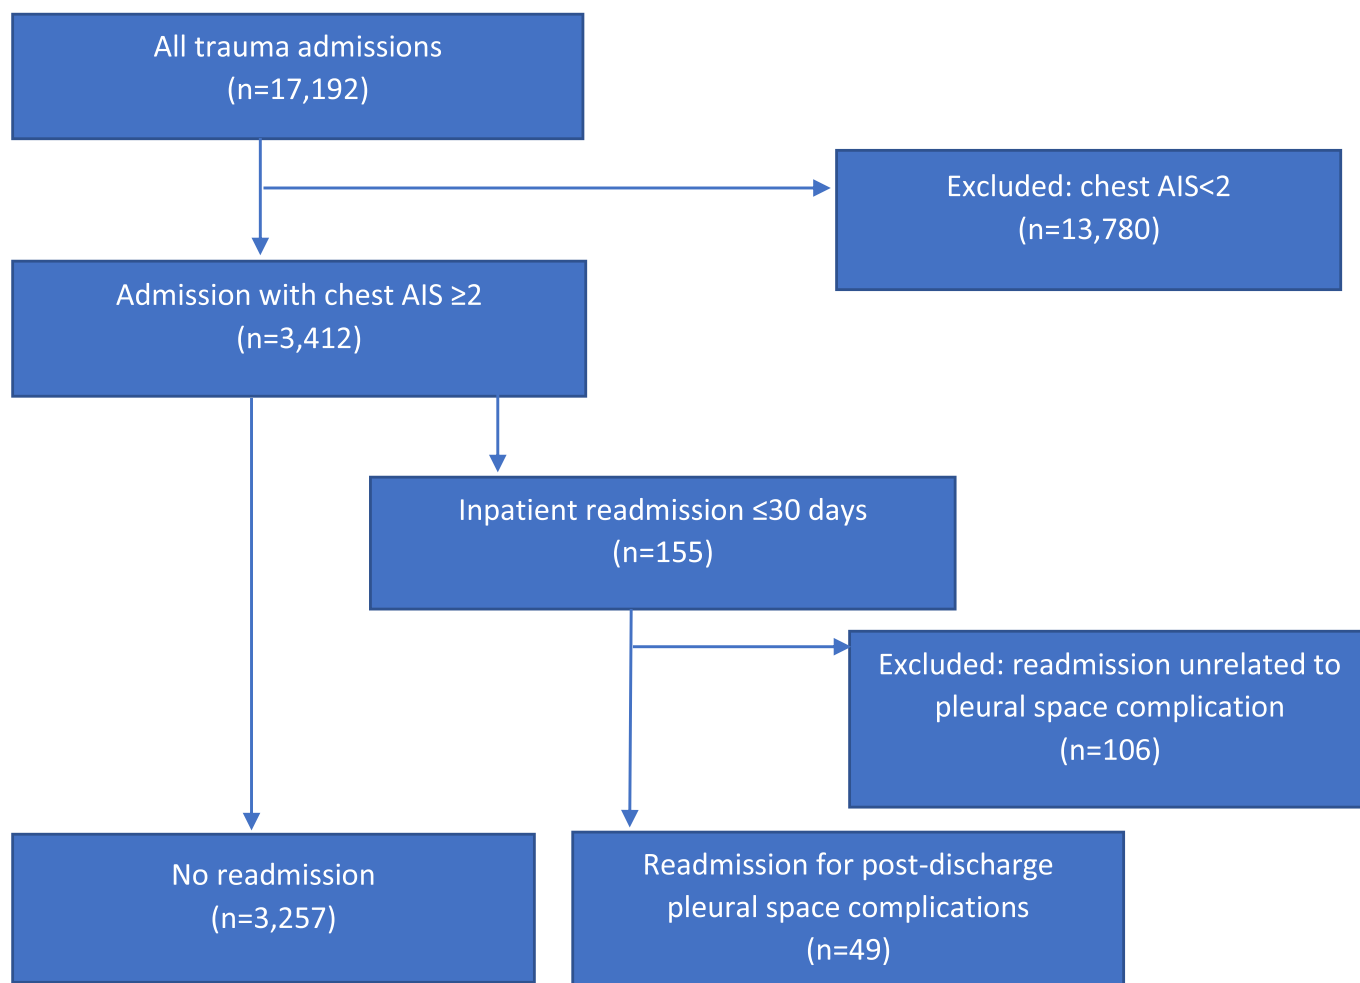 All trauma admissions
(n=17,192)
Excluded: chest AIS<2
(n=13,780)
Admission with chest AIS ≥2
(n=3,412)
Inpatient readmission ≤30 days
(n=155)
Excluded: readmission unrelated to
pleural space complication
(n=106)
No readmission
(n=3,257)
Readmission for post-discharge
pleural space complications
(n=49)